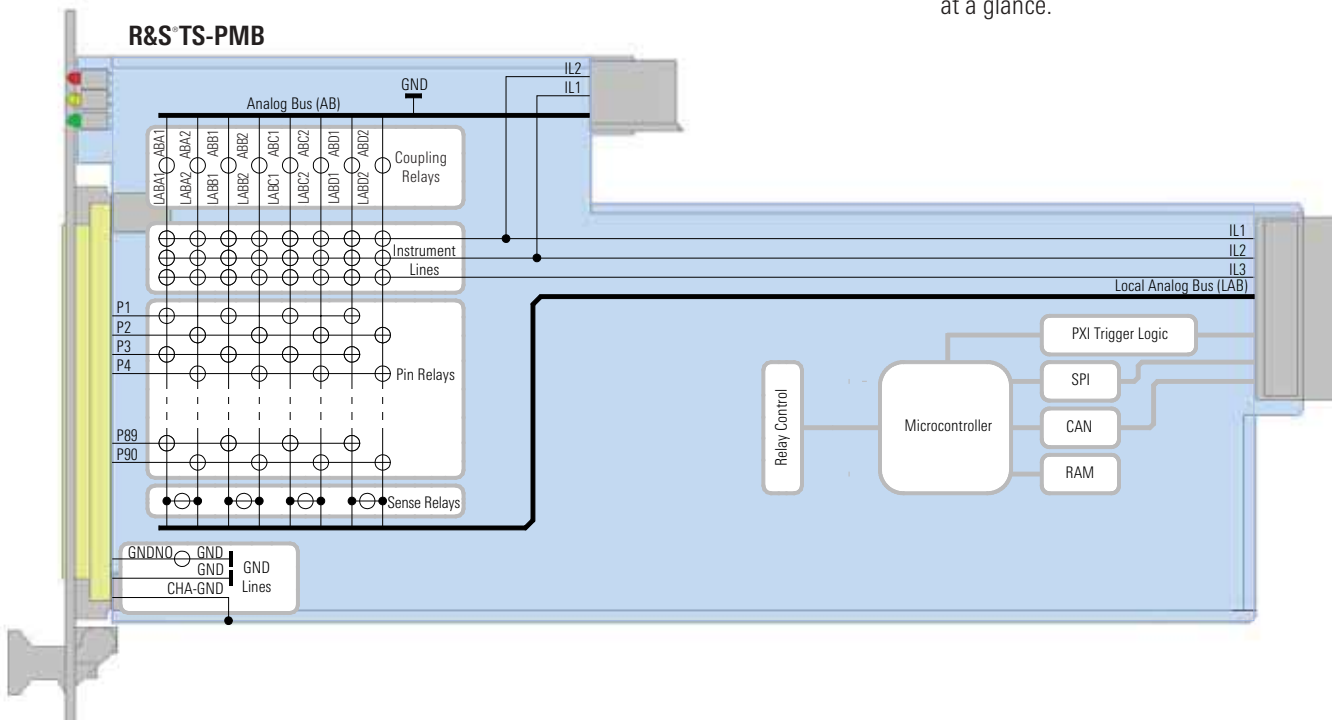 at a glance.
R&S®TS-PMB
IL2
IL1
GND
Analog Bus (AB)
ABA1
ABA2
ABB1
ABB2
ABC1
ABC2
ABD1
ABD2
LABA1
LABA2
LABB1
LABB2
LABC1
LABC2
LABD1
LABD2
Coupling
Relays
Instrument
Lines
IL1
IL2
IL3
Local Analog Bus (LAB)
P1
P2
P3
P4
Pin Relays
P89
P90
Sense Relays
GNDNO
GND
GND
CHA-GND
GND
Lines
Relay Control
Microcontroller
PXI Trigger Logic
SPI
CAN
RAM